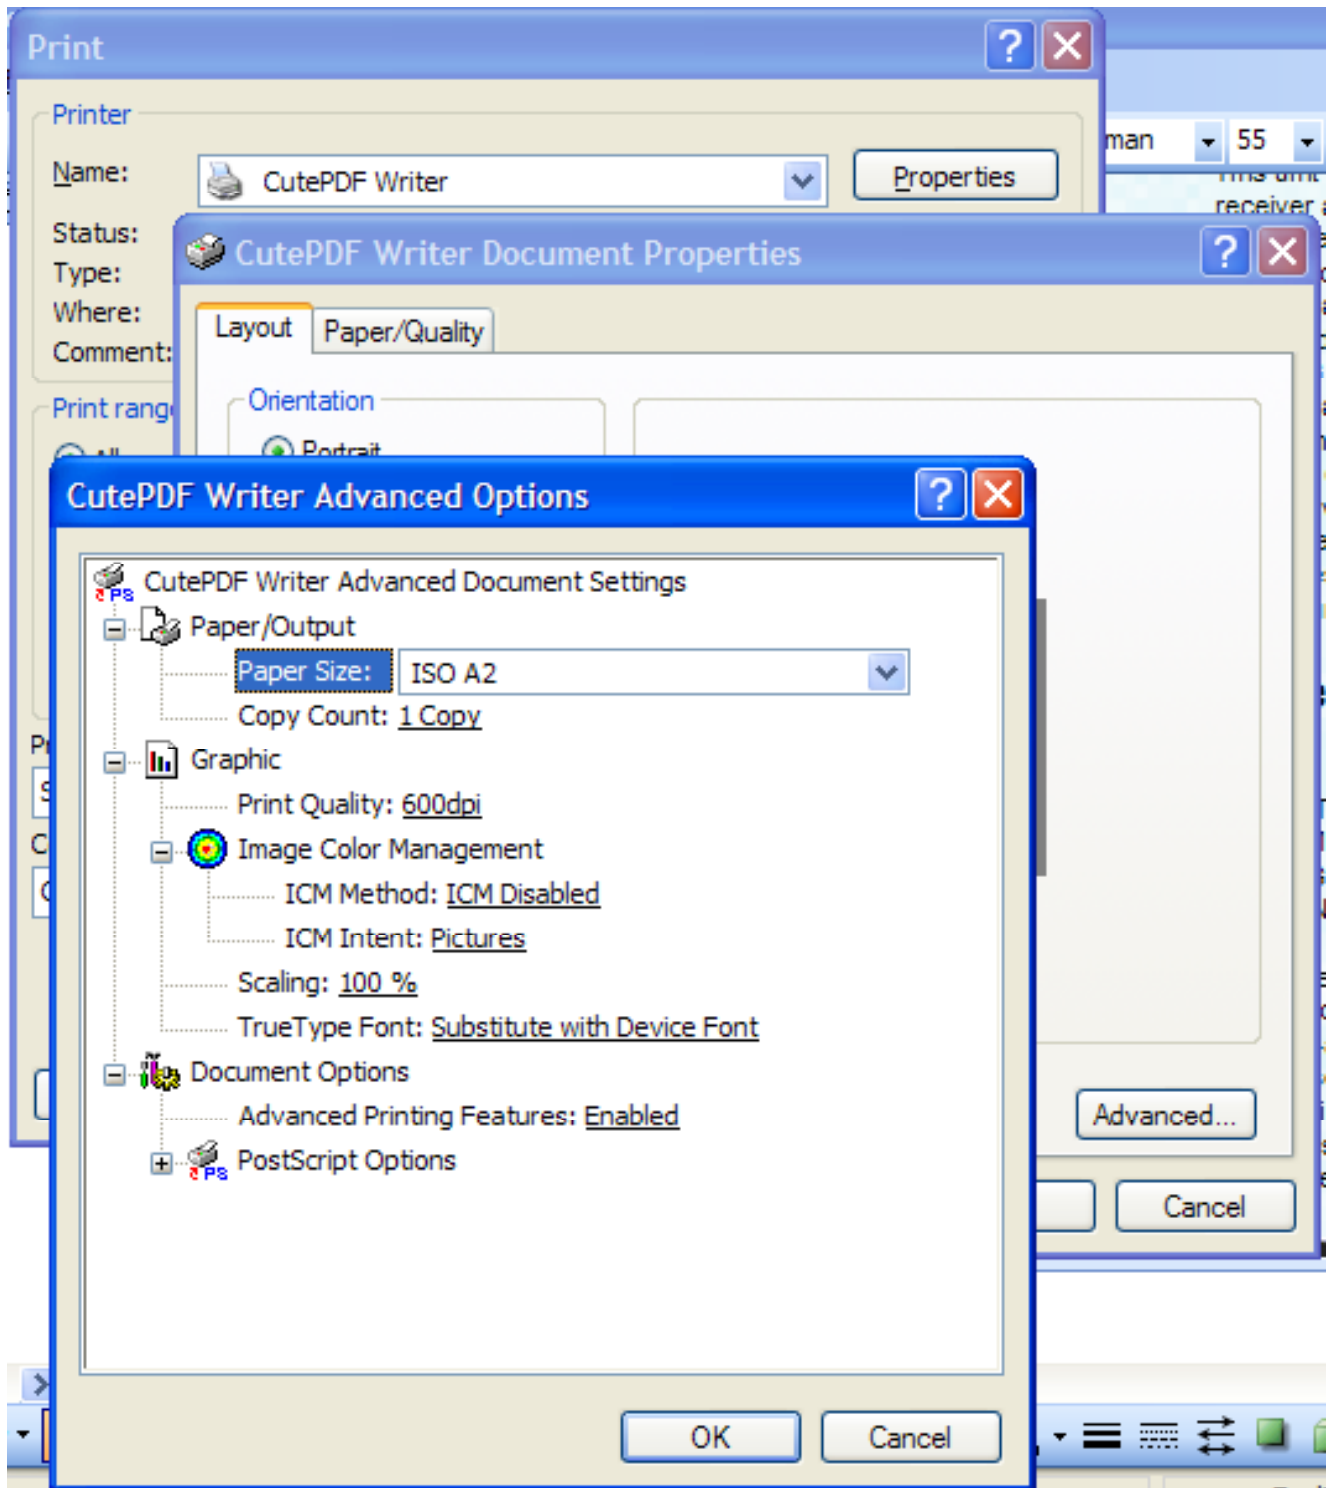 Print
Printer
man 55
Name: CutePDF Writer Properties
receiver
Status:
CutePDF Writer Document Properties
Type:
Where:
Layout Paper/Quality
Comment:
Orientation
Print range
All
Portrait
CutePDF Writer Advanced Options
CutePDF Writer Advanced Document Settings
Paper/Output
Paper Size: ISO A2
Copy Count: 1 Copy
Graphic
Print Quality: 600dpi
Image Color Management
ICM Method: ICM Disabled
ICM Intent: Pictures
Scaling: 100 %
TrueType Font: Substitute with Device Font
Document Options
Advanced Printing Features: Enabled
Advanced...
PostScript Options
Cancel
OK Cancel